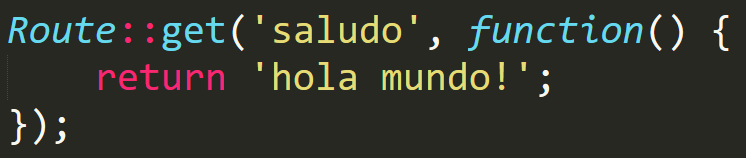 Route::get('saludo', function() {
    return 'hola mundo!';
});